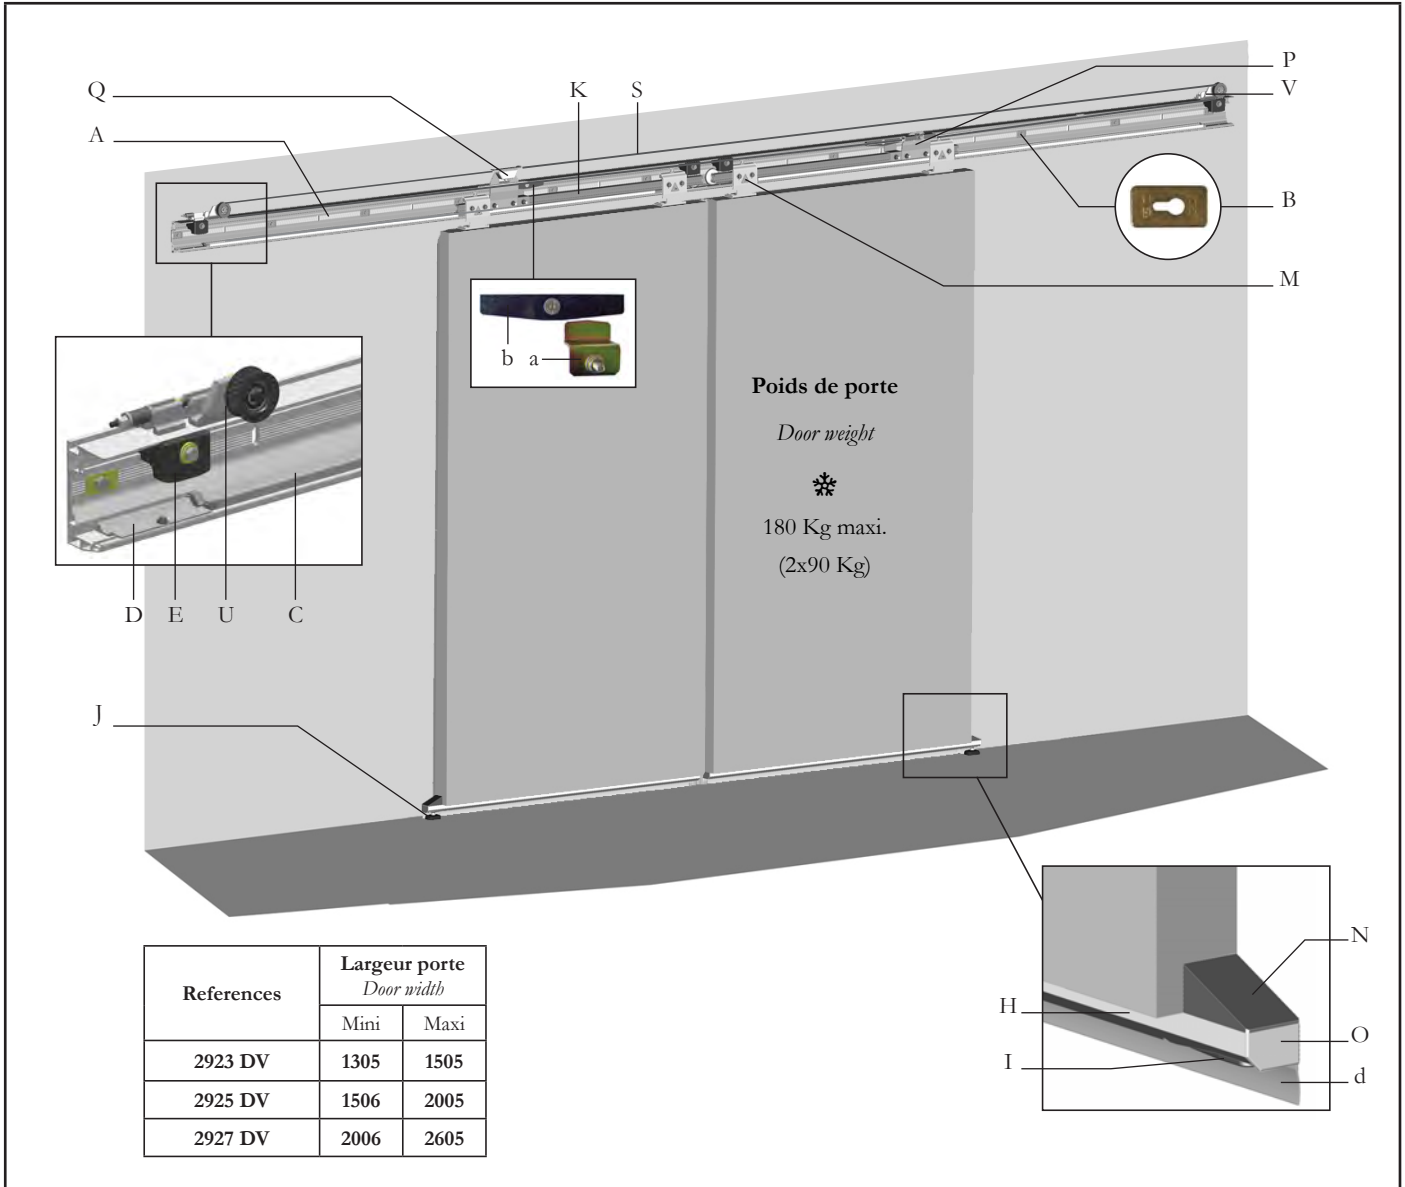 Q
K
S
P
V
A
B
M
b
a
Poids de porte
Door weight
180 Kg maxi.
(2x90 Kg)
D
E
U
C
J
N
H
O
I
d
References
Largeur porte
Door width
Mini
Maxi
2923 DV
1305
1505
2925 DV
1506
2005
2927 DV
2006
2605